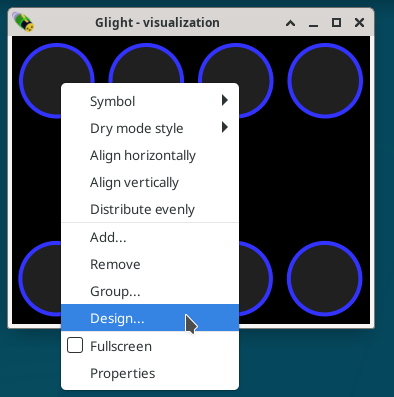 Glight - visualization
Symbol
Dry mode style
Align horizontally
Align vertically
Distribute evenly
Add...
Remove
Group...
Design...
Fullscreen
Properties